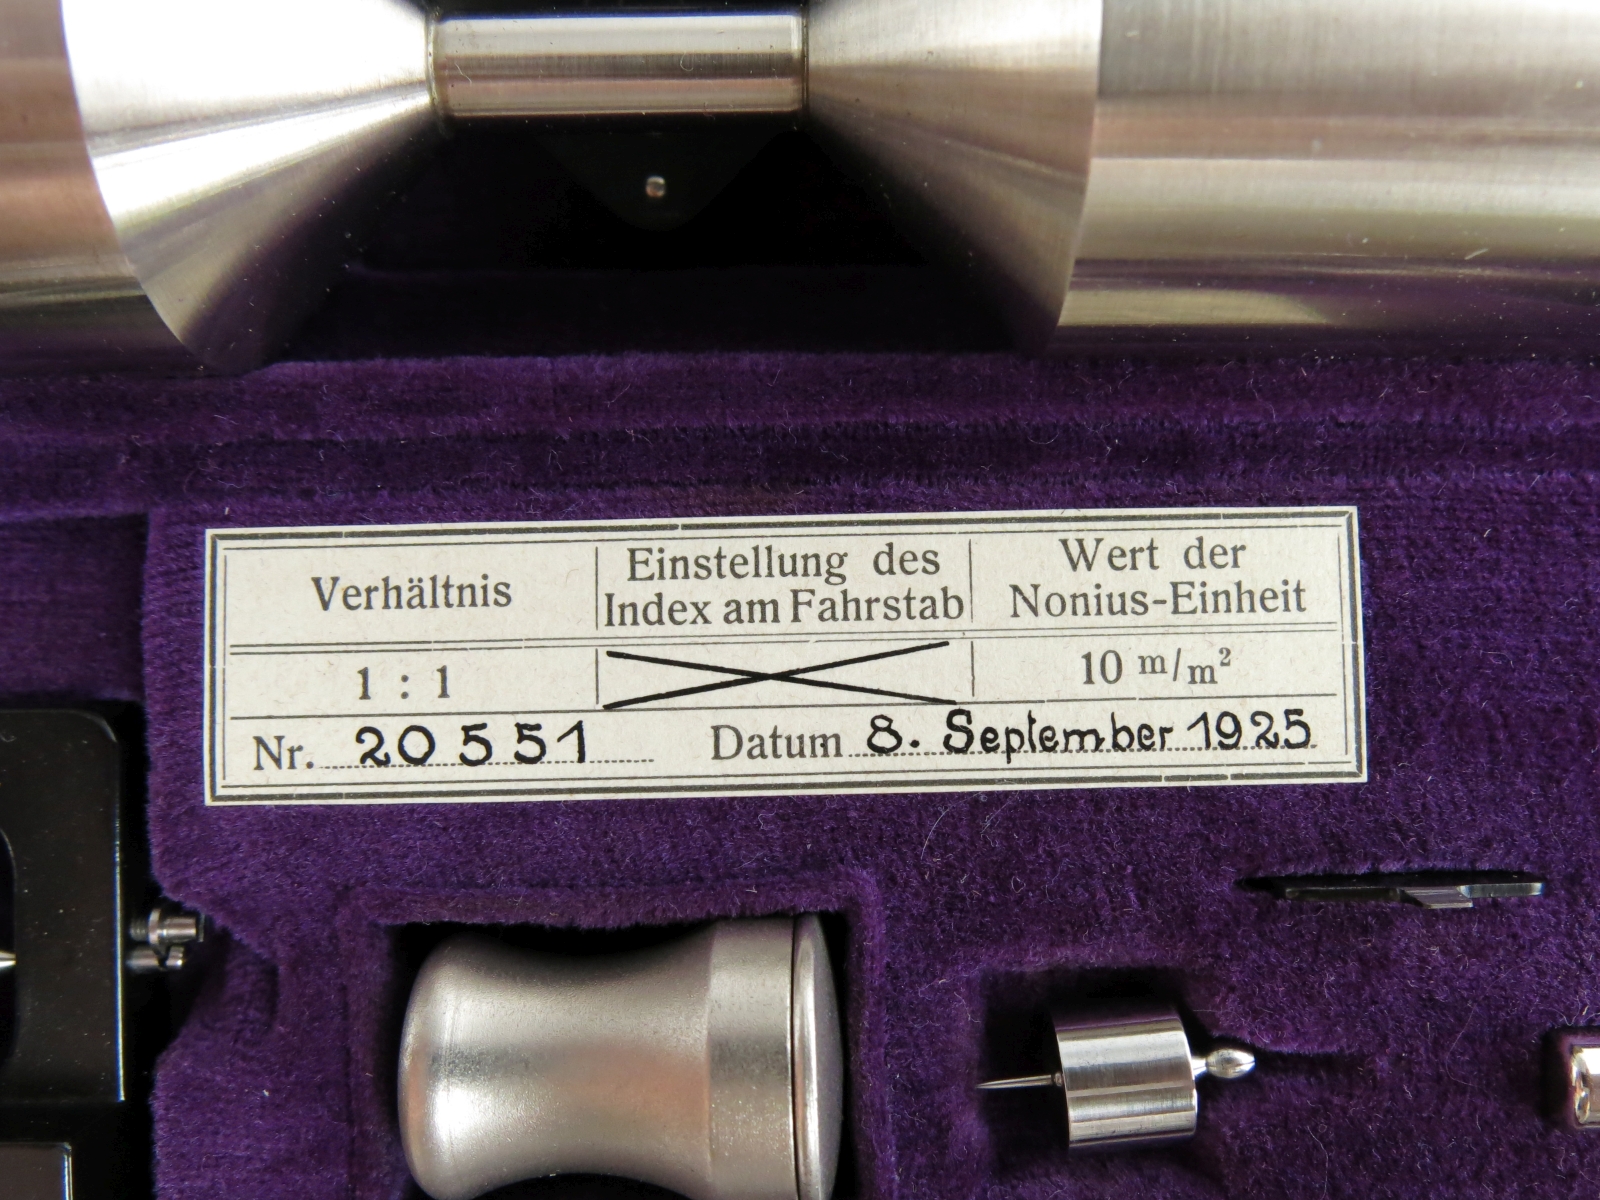 Verhältnis
Einstellung des
Index am Fahrstab
Wert der
Nonius-Einheit
1 : 1
10 m/m²
Nr. 20551 Datum 8. September 1925